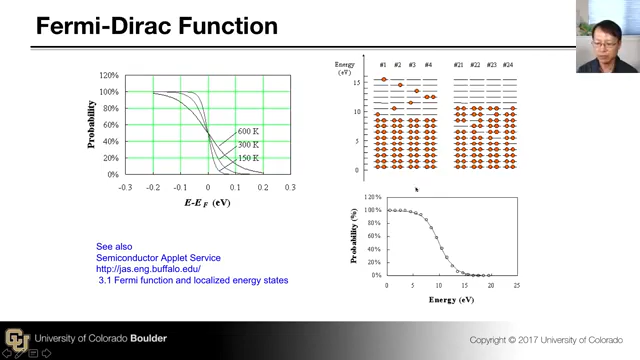 Fermi-Dirac Function
120%
100%
80%
60%
40%
20%
0%
Probability
600 K
300 K
150 K
-0.3 -0.2 -0.1 0 0.1 0.2 0.3
E-EF (eV)
Energy
(eV)
#1 #2 #3 #4 #21 #22 #23 #24
15
10
5
0
120%
100%
80%
60%
40%
20%
0%
Probability (%)
0 5 10 15 20 25
Energy (eV)
See also
Semiconductor Applet Service
http://jas.eng.buffalo.edu/
3.1 Fermi function and localized energy states
CU
University of Colorado Boulder
Copyright © 2017 University of Colorado